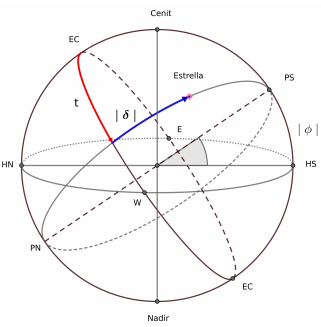 Cenit
EC
Estrella
PS
t
| δ |
E
| ϕ |
HN
HS
W
PN
EC
Nadir